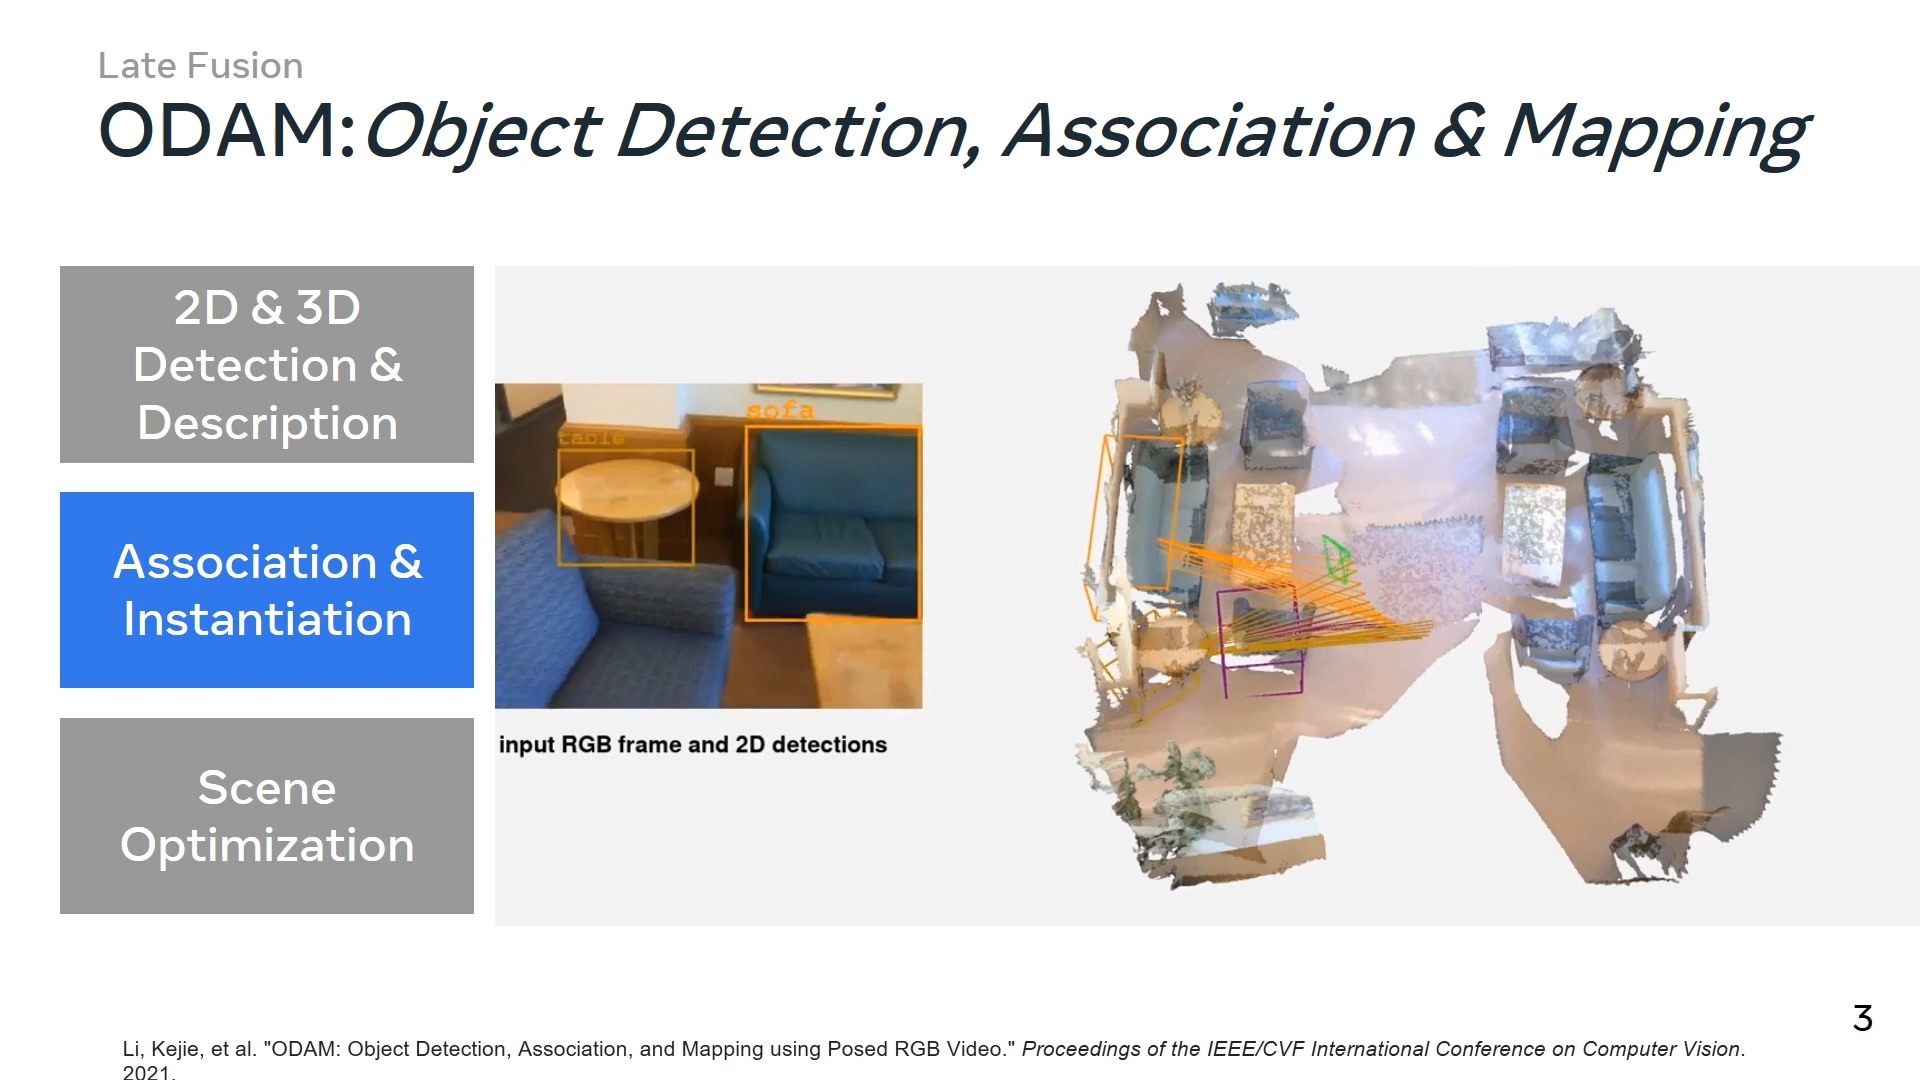 Late Fusion
ODAM: Object Detection, Association & Mapping
2D & 3D
Detection &
Description
Association &
Instantiation
Scene
Optimization
table
sofa
input RGB frame and 2D detections
3
Li, Kejie, et al. "ODAM: Object Detection, Association, and Mapping using Posed RGB Video." Proceedings of the IEEE/CVF International Conference on Computer Vision.
2021.